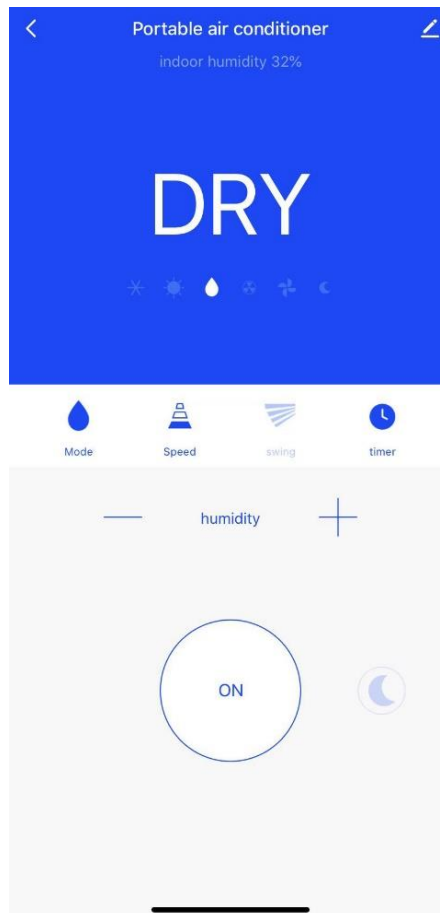 Portable air conditioner
indoor humidity 32%
DRY
Mode Speed swing timer
humidity
ON